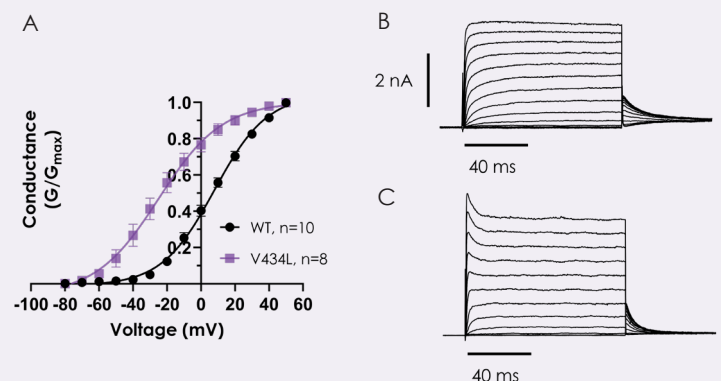 A
Conductance
(G/Gmax)
1.0
0.8
0.6
0.4
0.2
WT, n=10
V434L, n=8
-100 -80 -60 -40 -20 0 20 40 60
Voltage (mV)
B
2 nA
40 ms
C
40 ms